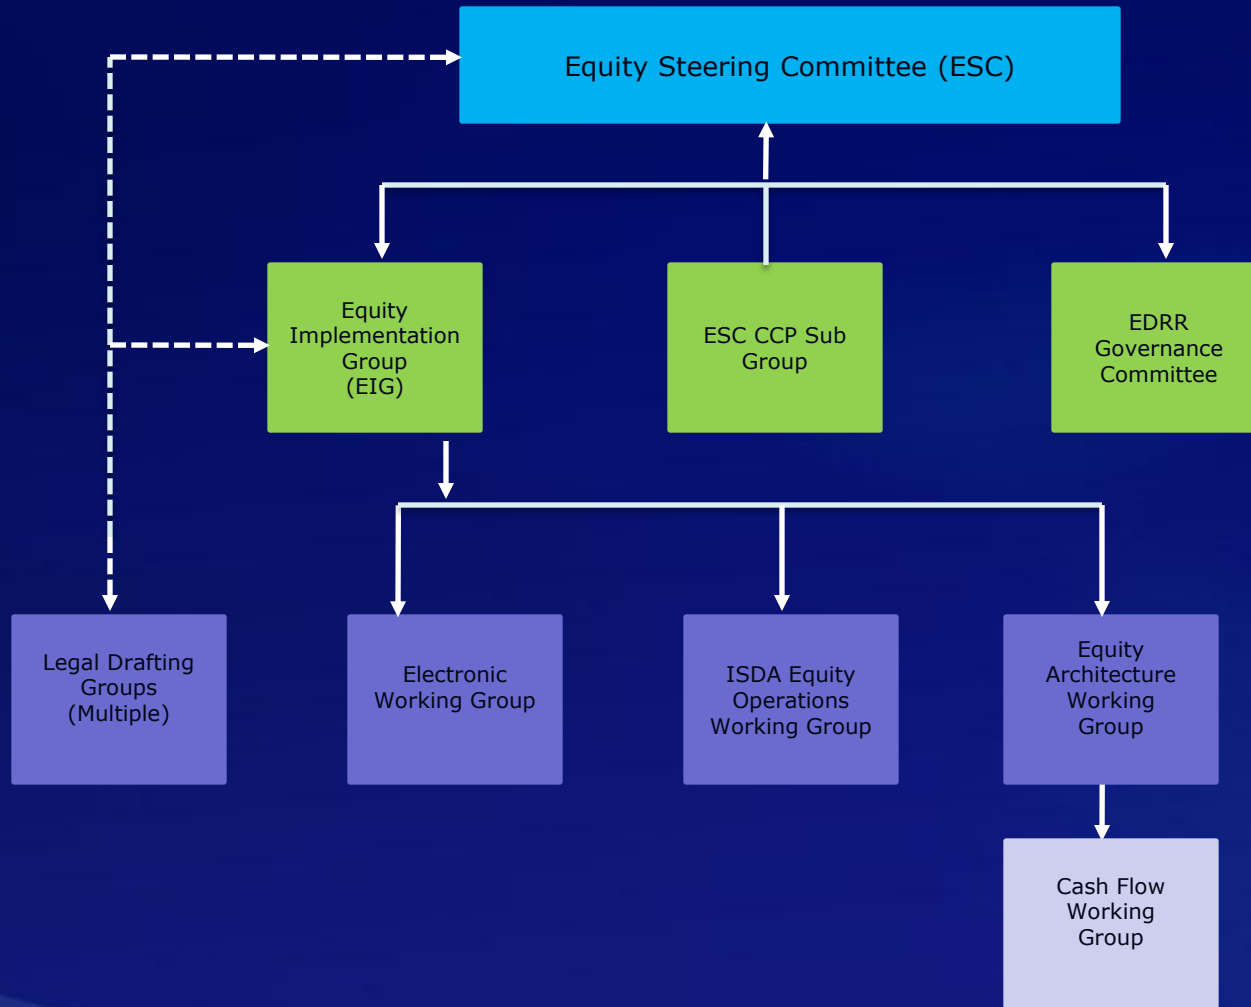 Equity Steering Committee (ESC)
Equity
Implementation
Group
(EIG)
ESC CCP Sub
Group
EDRR
Governance
Committee
Legal Drafting
Groups
(Multiple)
Electronic
Working Group
ISDA Equity
Operations
Working Group
Equity
Architecture
Working
Group
Cash Flow
Working
Group